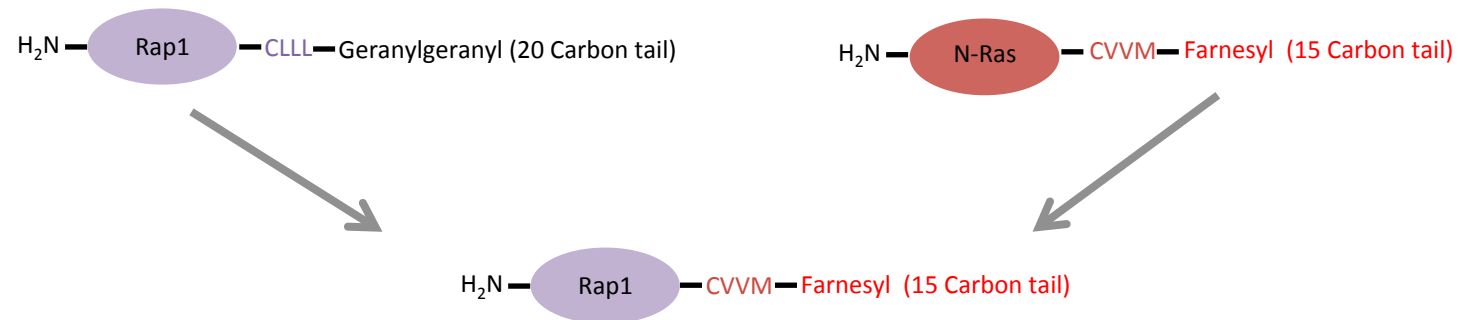 H₂N Rap1 CLLL Geranylgeranyl (20 Carbon tail)
H₂N N-Ras CVVM Farnesyl (15 Carbon tail)
H₂N Rap1 CVVM Farnesyl (15 Carbon tail)